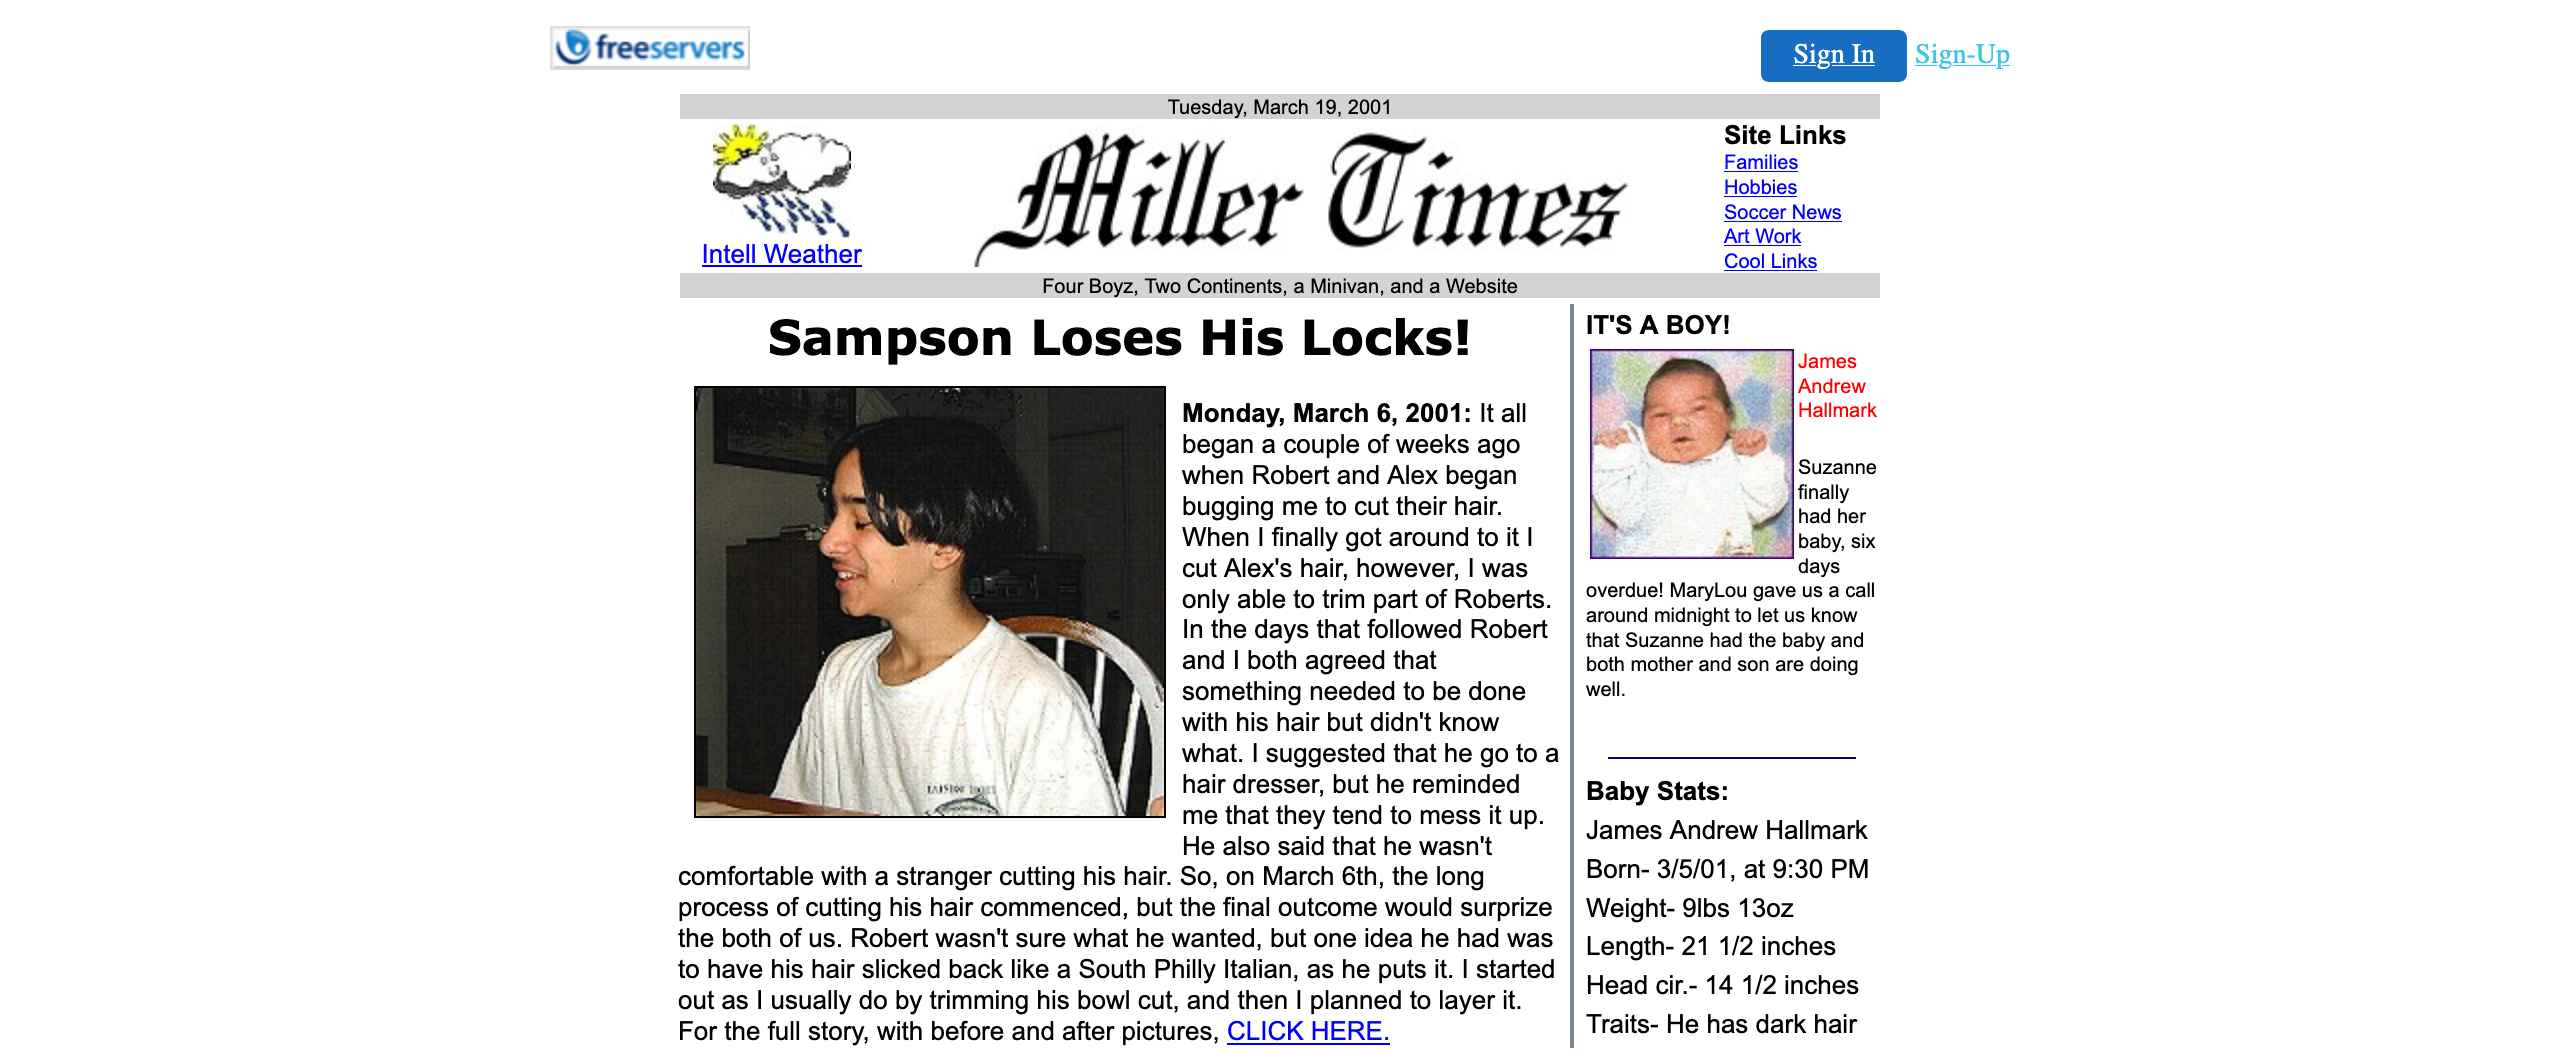 freeservers
Sign In Sign-Up
Tuesday, March 19, 2001
Intell Weather
Miller Times
Site Links
Families
Hobbies
Soccer News
Art Work
Cool Links
Four Boyz, Two Continents, a Minivan, and a Website
Sampson Loses His Locks!
Monday, March 6, 2001: It all
began a couple of weeks ago
when Robert and Alex began
bugging me to cut their hair.
When I finally got around to it I
cut Alex's hair, however, I was
only able to trim part of Roberts.
In the days that followed Robert
and I both agreed that
something needed to be done
with his hair but didn't know
what. I suggested that he go to a
hair dresser, but he reminded
me that they tend to mess it up.
He also said that he wasn't
comfortable with a stranger cutting his hair. So, on March 6th, the long
process of cutting his hair commenced, but the final outcome would surprize
the both of us. Robert wasn't sure what he wanted, but one idea he had was
to have his hair slicked back like a South Philly Italian, as he puts it. I started
out as I usually do by trimming his bowl cut, and then I planned to layer it.
For the full story, with before and after pictures, CLICK HERE.
IT'S A BOY!
James
Andrew
Hallmark
Suzanne
finally
had her
baby, six
days
overdue! MaryLou gave us a call
around midnight to let us know
that Suzanne had the baby and
both mother and son are doing
well.
Baby Stats:
James Andrew Hallmark
Born- 3/5/01, at 9:30 PM
Weight- 9lbs 13oz
Length- 21 1/2 inches
Head cir.- 14 1/2 inches
Traits- He has dark hair